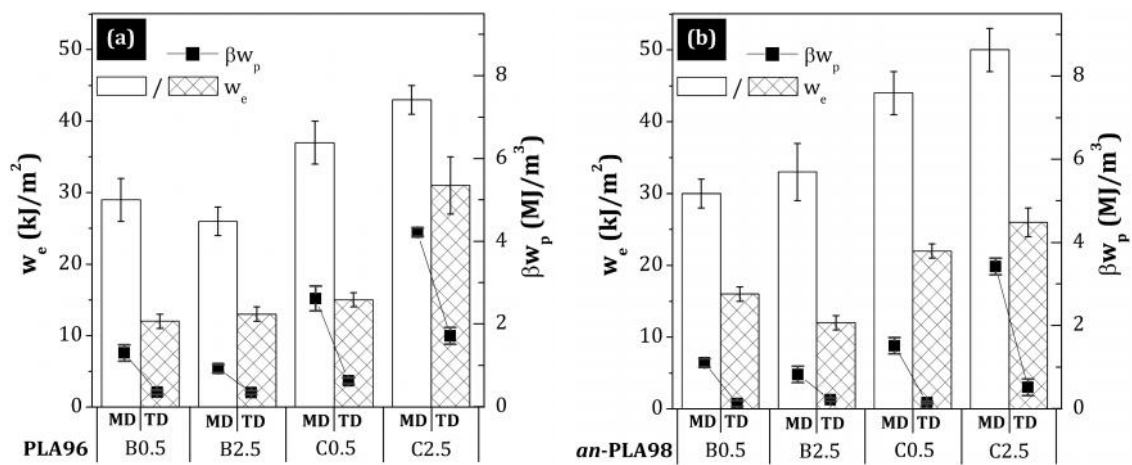 (a)
βwp
/ we
we (kJ/m2)
50
40
30
20
10
0
βwp (MJ/m3)
8
6
4
2
0
MD TD MD TD MD TD MD TD
PLA96 B0.5 B2.5 C0.5 C2.5
(b)
βwp
/ we
we (kJ/m2)
50
40
30
20
10
0
βwp (MJ/m3)
8
6
4
2
0
MD TD MD TD MD TD MD TD
an-PLA98 B0.5 B2.5 C0.5 C2.5